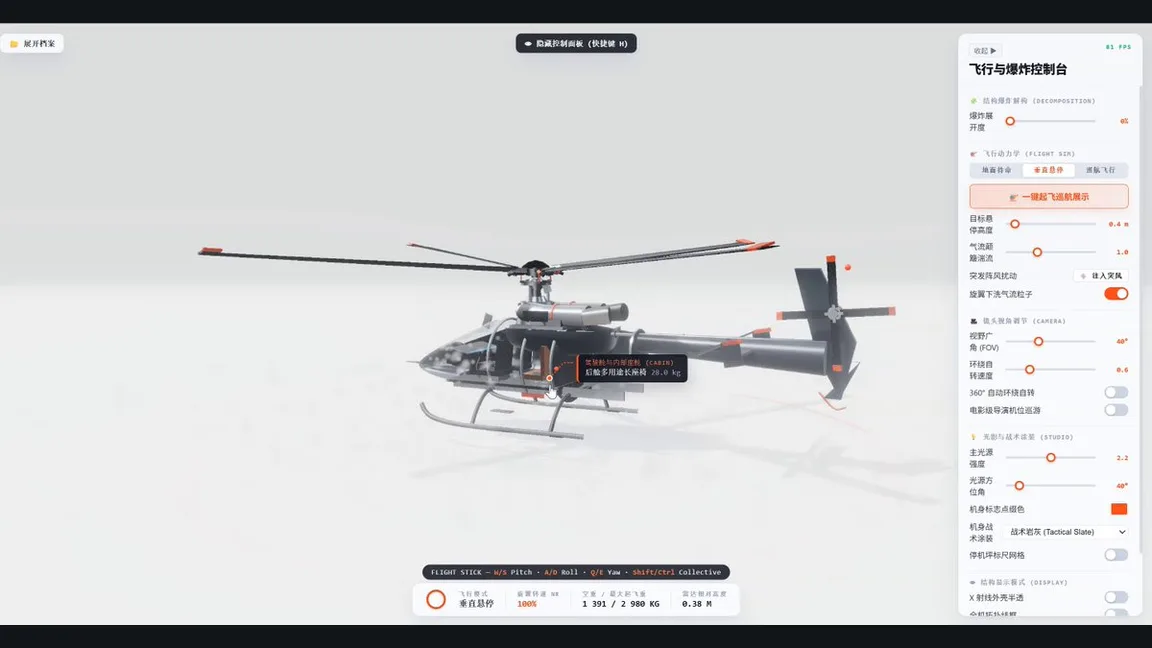 展开档案
隐藏控制面板 (快捷键 H)
收起 ▶
81 FPS
飞行与爆炸控制台
结构爆炸解构 (DECOMPOSITION)
爆炸展开度
0%
飞行动力学 (FLIGHT SIM)
地面待命
垂直悬停
巡航飞行
一键起飞巡航展示
目标悬停高度
0.4 m
气流颠簸湍流
1.0
突发阵风扰动
注入突风
旋翼下洗气流粒子
镜头视角调节 (CAMERA)
视野广角 (FOV)
40°
环绕自转速度
0.6
360° 自动环绕自转
电影级导演机位巡游
光影与战术涂装 (STUDIO)
主光源强度
2.2
光源方位角
40°
机身标志点缀色
机身战术涂装
战术岩灰 (Tactical Slate)
停机坪标尺网格
结构显示模式 (DISPLAY)
X 射线外壳半透
全机拓扑线框
驾驶舱与内部座舱 (CABIN)
后舱多用途长座椅 28.0 kg
FLIGHT STICK — W/S Pitch · A/D Roll · Q/E Yaw · Shift/Ctrl Collective
飞行模式
垂直悬停
旋翼转速 NR
100%
空重 / 最大起飞重
1 391 / 2 980 KG
雷达相对高度
0.38 M